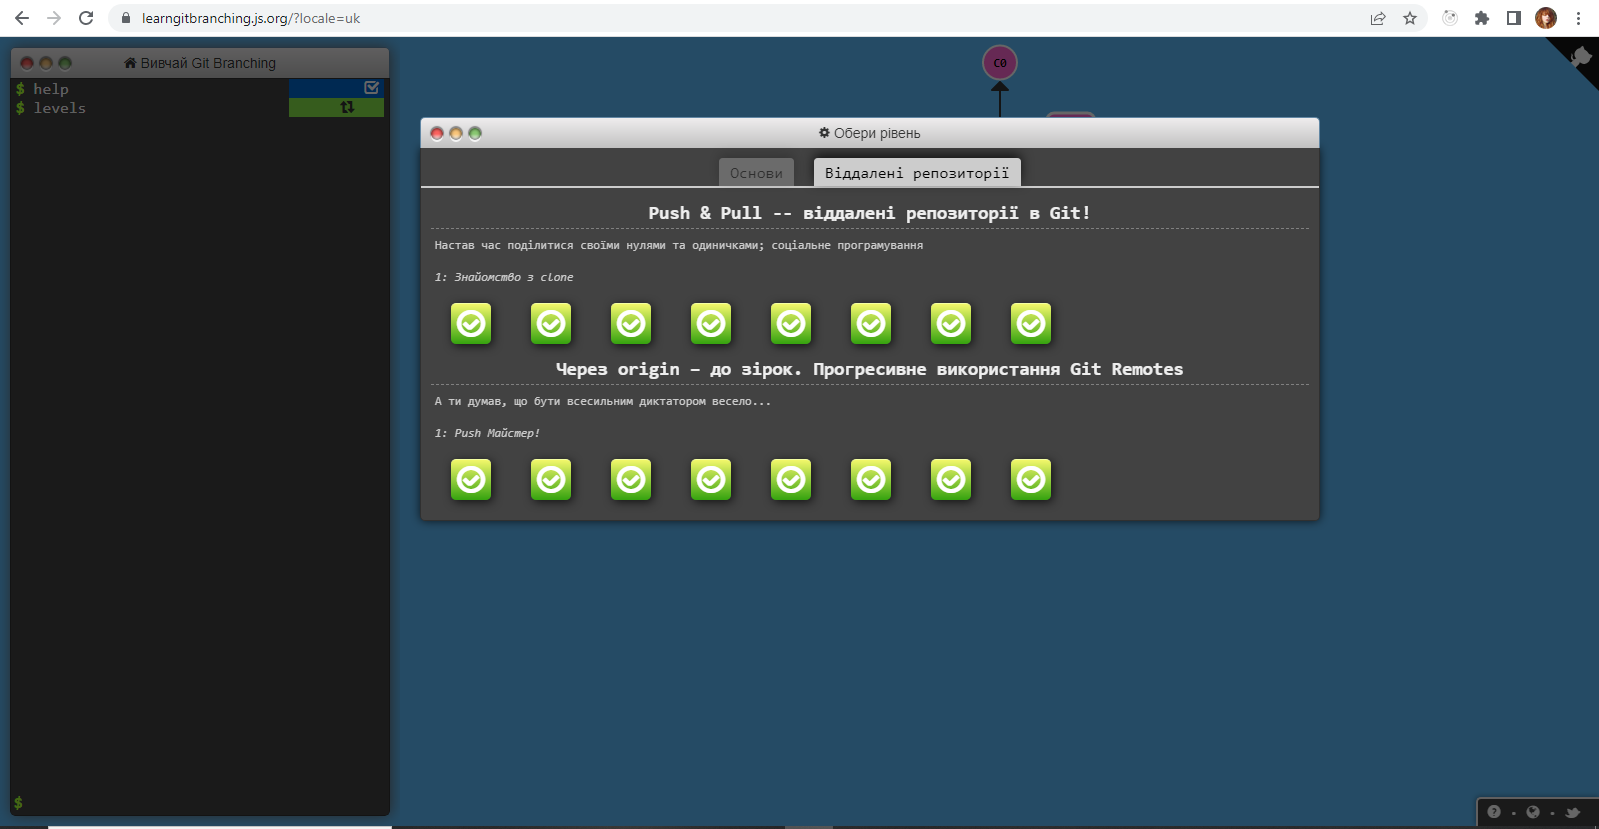 learngitbranching.js.org/?locale=uk
Вивчай Git Branching
$ help
$ levels
$
C0
Обери рівень
Основи
Віддалені репозиторії
Push & Pull -- віддалені репозиторії в Git!
Настав час поділитися своїми нулями та одиничками; соціальне програмування
1: Знайомство з clone
Через origin – до зірок. Прогресивне використання Git Remotes
А ти думав, що бути всесильним диктатором весело...
1: Push Майстер!